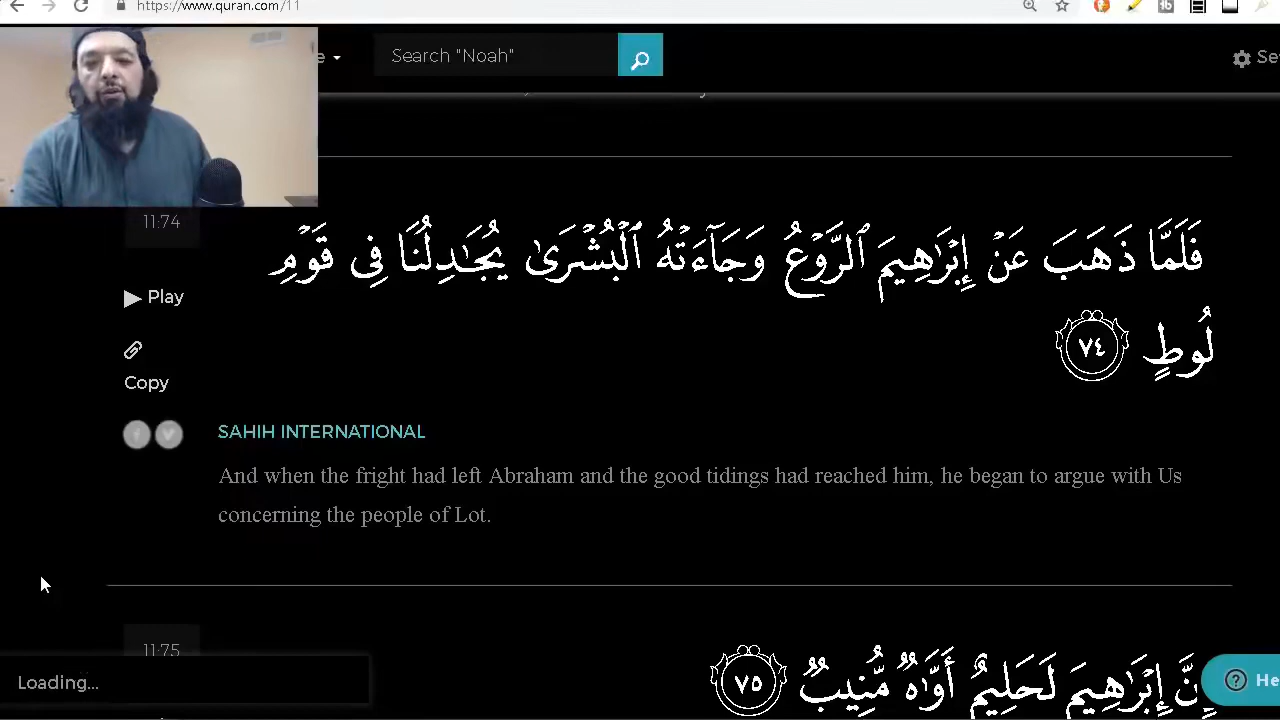 https://www.quran.com/11
Search "Noah"
11:74
فَلَمَّا ذَهَبَ عَنْ إِبْرَٰهِيمَ ٱلرَّوْعُ وَجَآءَتْهُ ٱلْبُشْرَىٰ يُجَـٰدِلُنَا فِى قَوْمِ
لُوطٍ ٧٤
Play
Copy
SAHIH INTERNATIONAL
And when the fright had left Abraham and the good tidings had reached him, he began to argue with Us
concerning the people of Lot.
11:75
إِنَّ إِبْرَٰهِيمَ لَحَلِيمٌ أَوَّٰهٌ مُّنِيبٌ ٧٥
Loading...